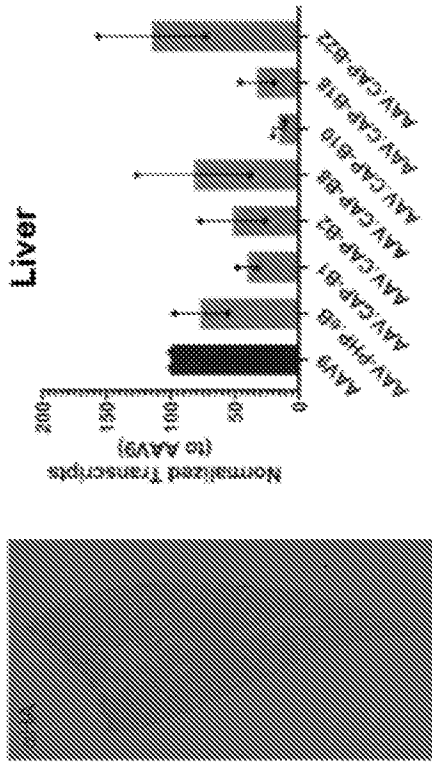 Liver
Normalized Transcripts
(to AAV9)
200
150
100
50
0
AAV9
AAV-PHP.eB
AAV.CAP-B1
AAV.CAP-B2
AAV.CAP-B8
AAV.CAP-B10
AAV.CAP-B18
AAV.CAP-B22